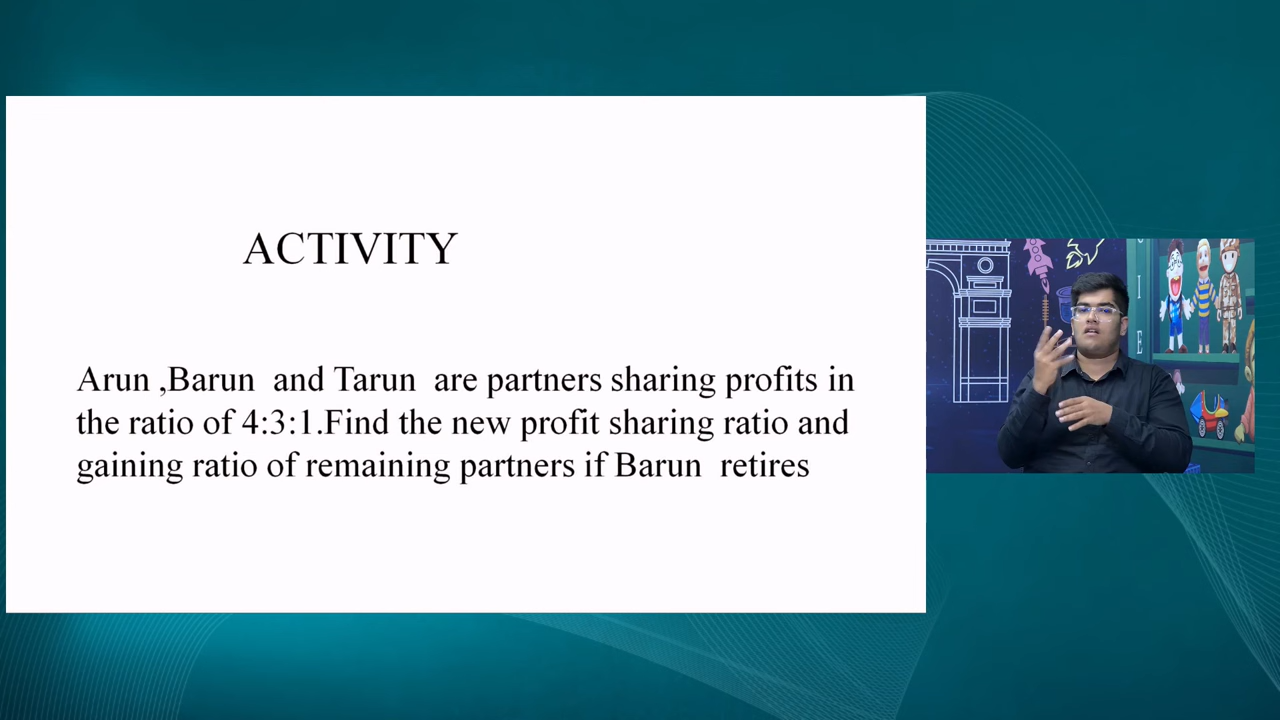 ACTIVITY
Arun ,Barun and Tarun are partners sharing profits in
the ratio of 4:3:1.Find the new profit sharing ratio and
gaining ratio of remaining partners if Barun retires
I
E